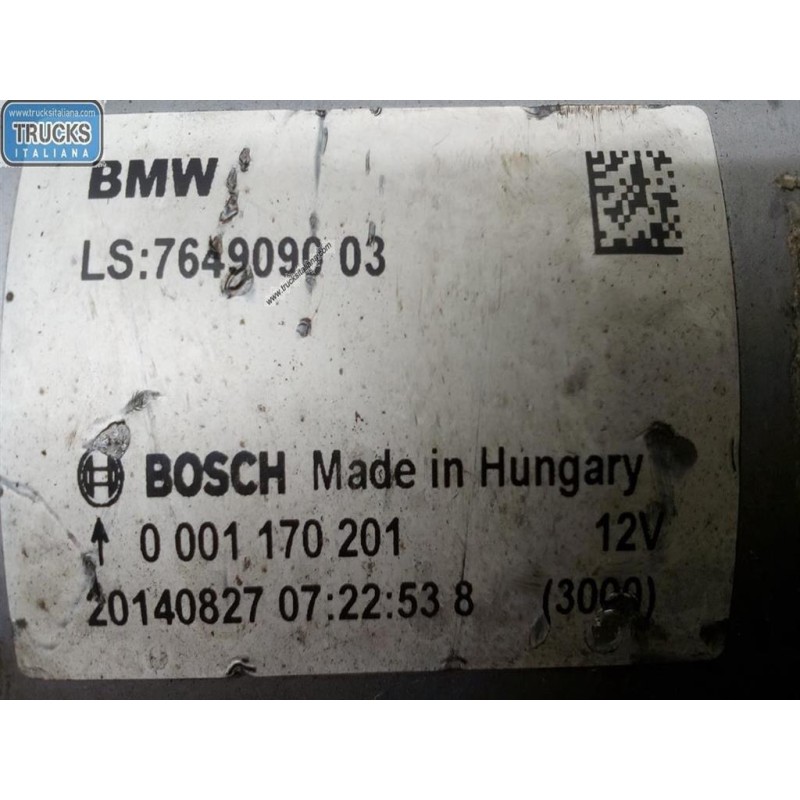 www.trucksitaliana.com
TRUCKS
ITALIANA
BMW
LS:7649090 03
www.trucksitaliana.com
BOSCH Made in Hungary
0 001 170 201 12V
20140827 07:22:53 8 (3000)